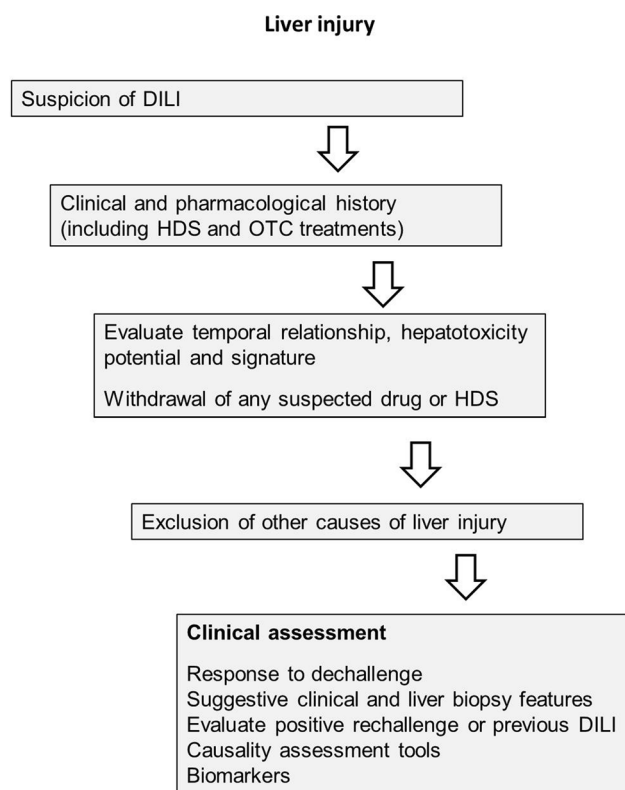 Liver injury
Suspicion of DILI
Clinical and pharmacological history
(including HDS and OTC treatments)
Evaluate temporal relationship, hepatotoxicity
potential and signature
Withdrawal of any suspected drug or HDS
Exclusion of other causes of liver injury
Clinical assessment
Response to dechallenge
Suggestive clinical and liver biopsy features
Evaluate positive rechallenge or previous DILI
Causality assessment tools
Biomarkers